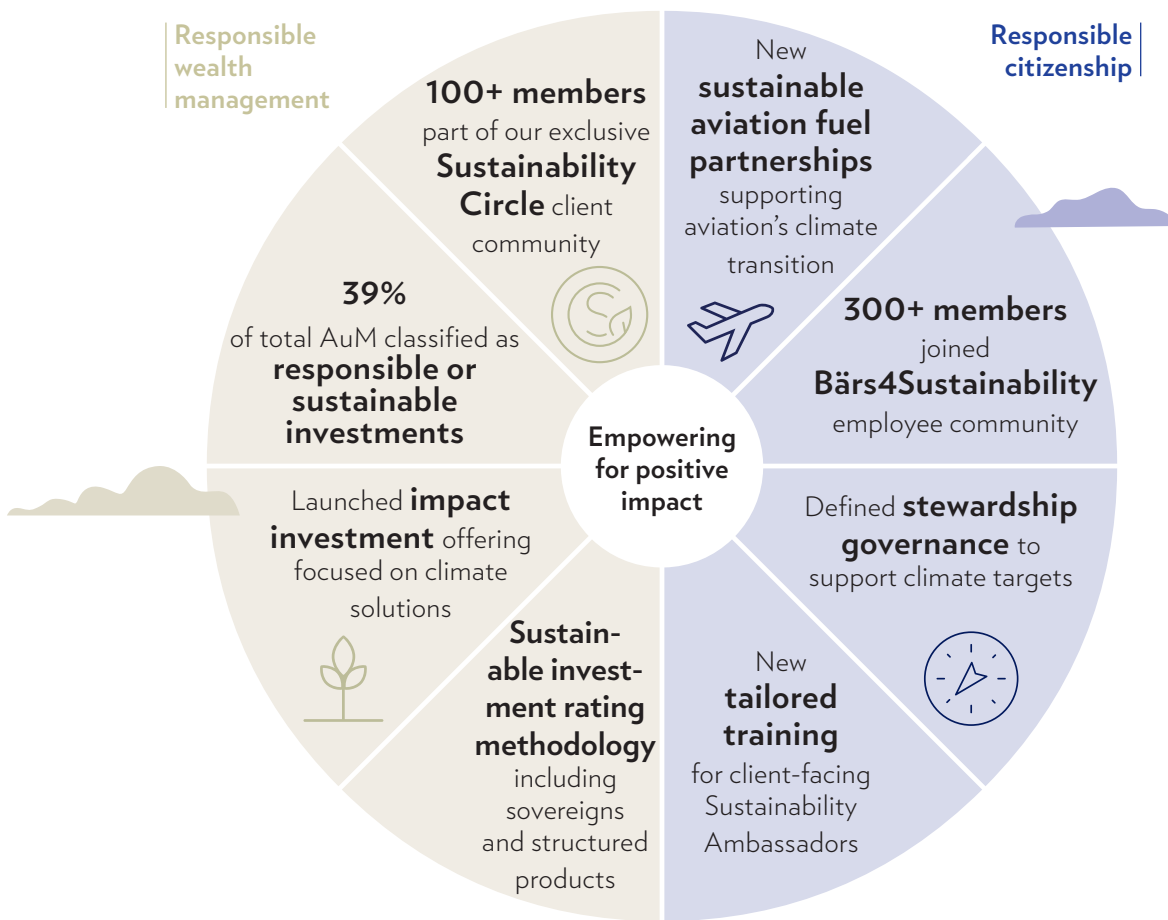 Responsible
wealth
management
Responsible
citizenship
100+ members
part of our exclusive
Sustainability
Circle client
community
New
sustainable
aviation fuel
partnerships
supporting
aviation’s climate
transition
300+ members
joined
Bärs4Sustainability
employee community
Defined stewardship
governance to
support climate targets
New
tailored
training
for client-facing
Sustainability
Ambassadors
Sustain-
able invest-
ment rating
methodology
including
sovereigns
and structured
products
Launched impact
investment offering
focused on climate
solutions
39%
of total AuM classified as
responsible or
sustainable
investments
Empowering
for positive
impact